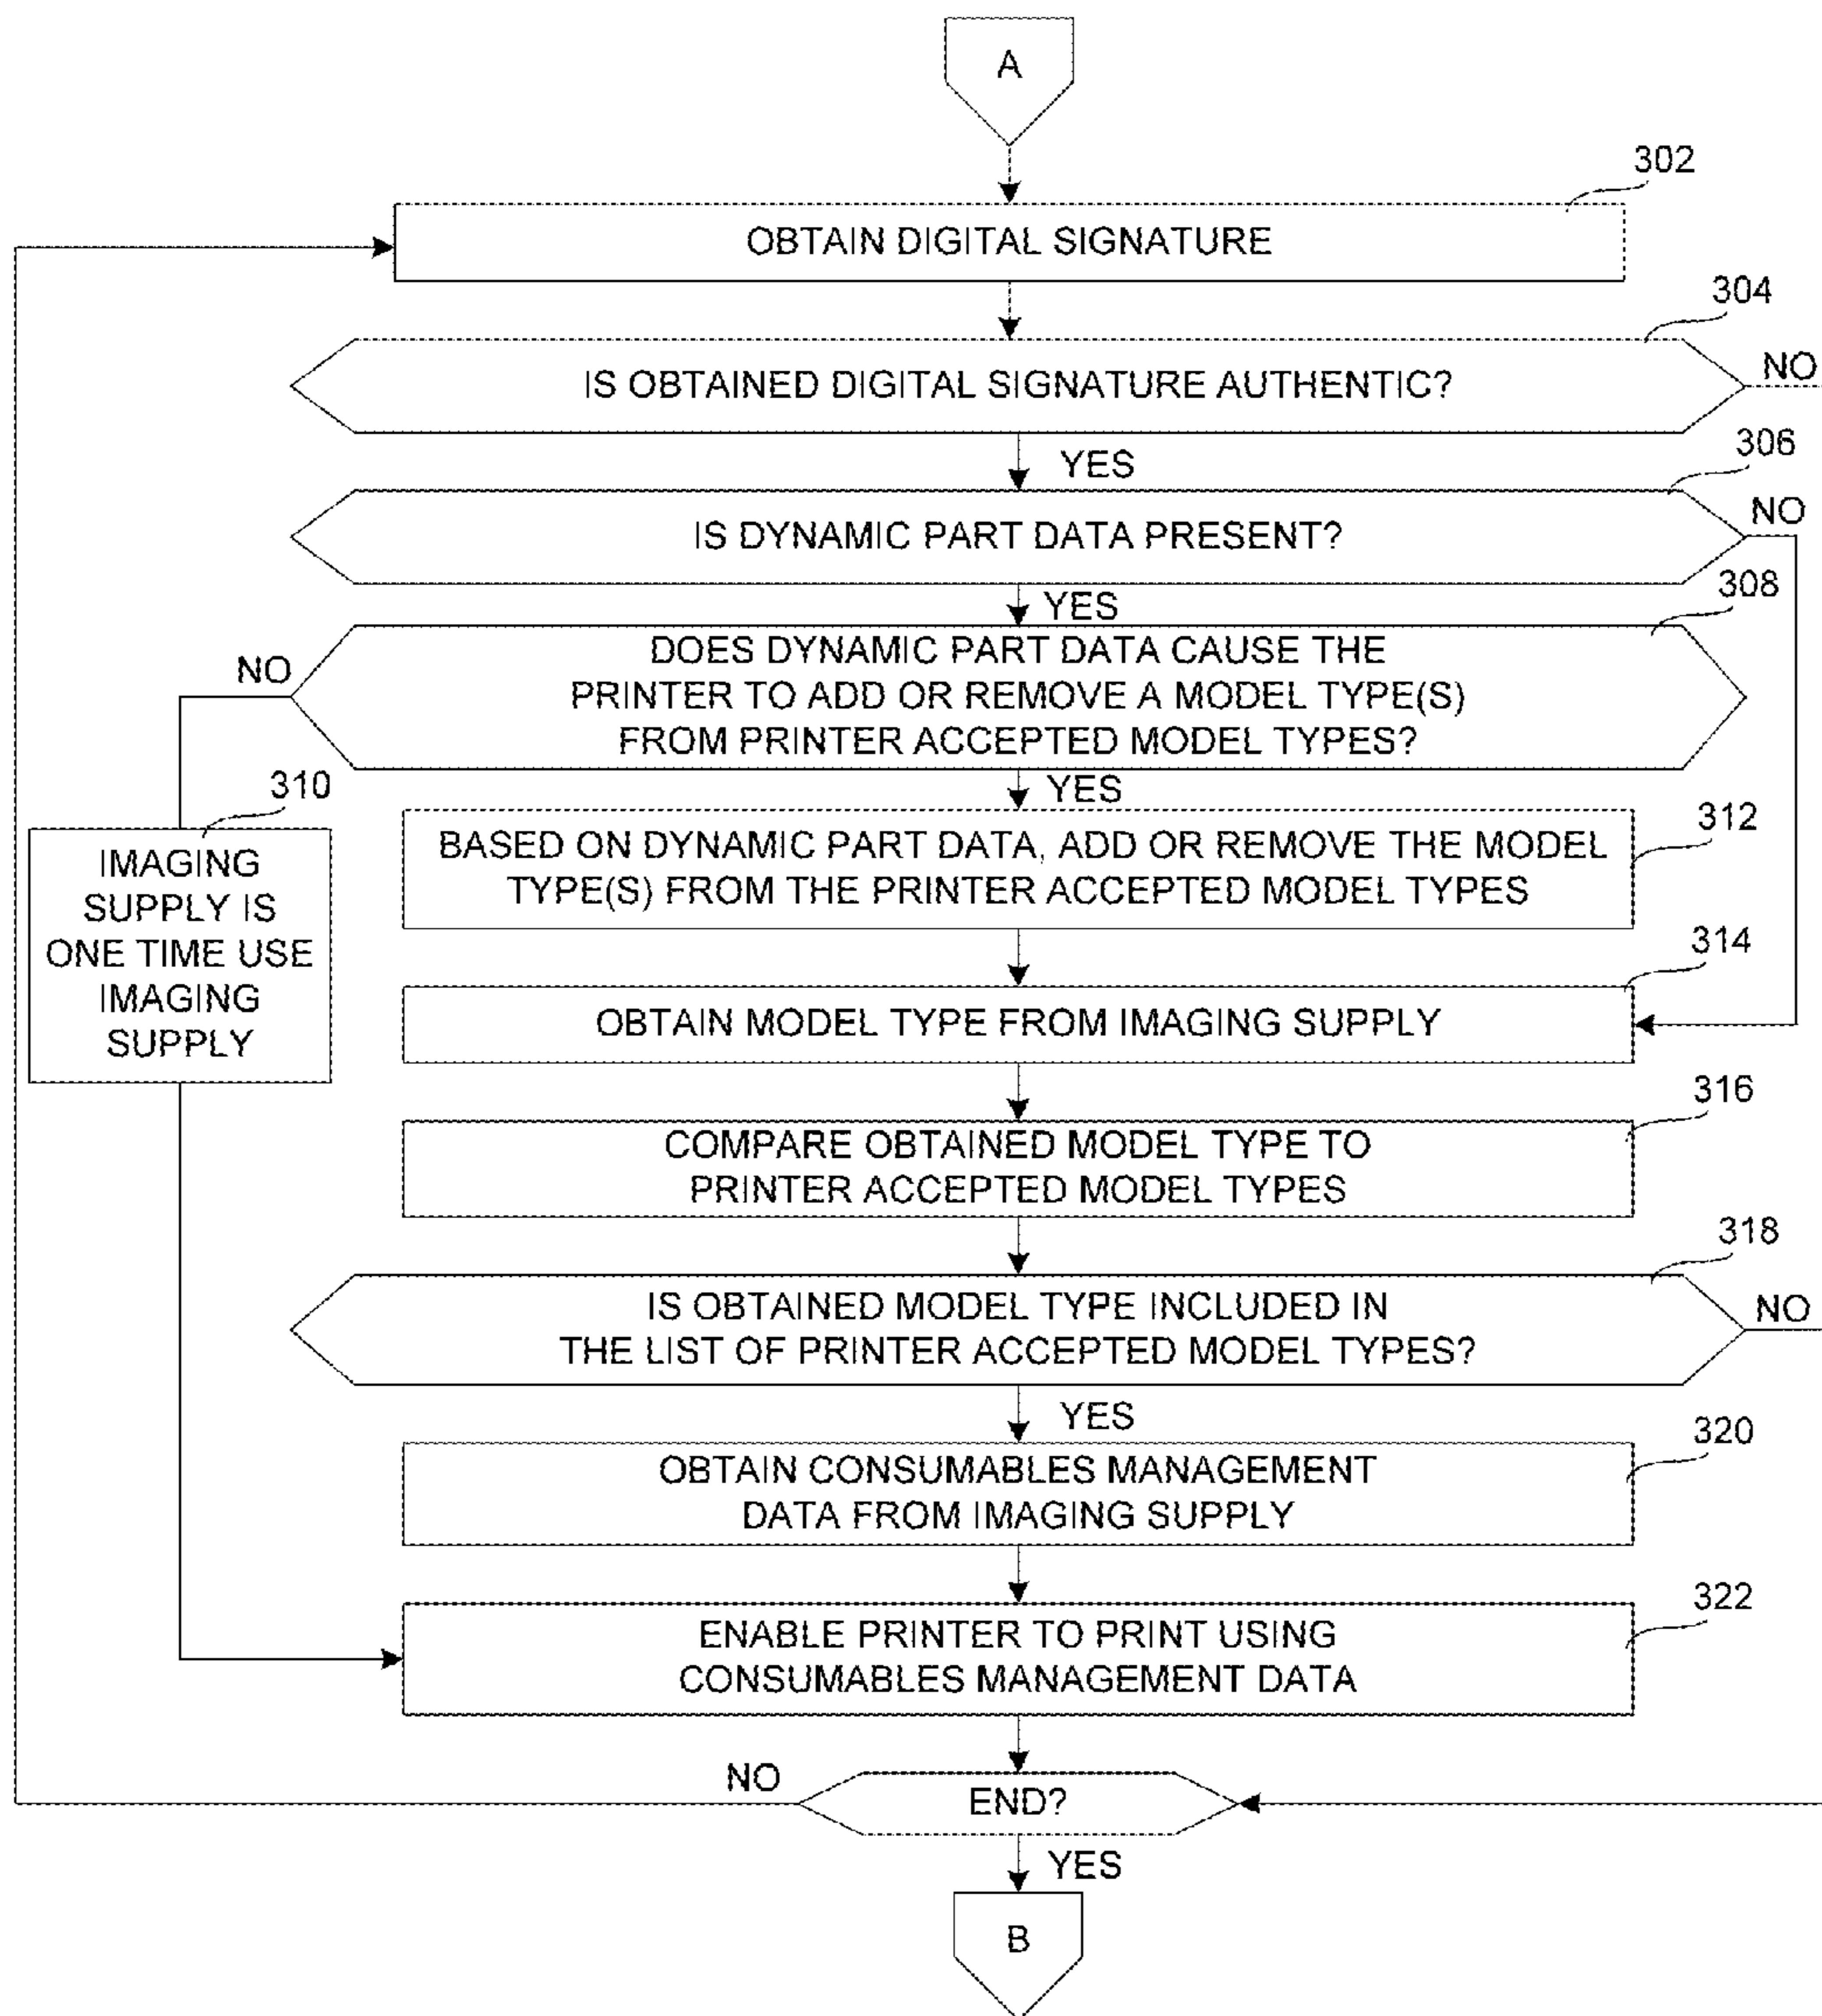 A
302
OBTAIN DIGITAL SIGNATURE
304
IS OBTAINED DIGITAL SIGNATURE AUTHENTIC?
NO
YES
306
IS DYNAMIC PART DATA PRESENT?
NO
YES
308
DOES DYNAMIC PART DATA CAUSE THE
PRINTER TO ADD OR REMOVE A MODEL TYPE(S)
FROM PRINTER ACCEPTED MODEL TYPES?
NO
YES
310
IMAGING
SUPPLY IS
ONE TIME USE
IMAGING
SUPPLY
312
BASED ON DYNAMIC PART DATA, ADD OR REMOVE THE MODEL
TYPE(S) FROM THE PRINTER ACCEPTED MODEL TYPES
314
OBTAIN MODEL TYPE FROM IMAGING SUPPLY
316
COMPARE OBTAINED MODEL TYPE TO
PRINTER ACCEPTED MODEL TYPES
318
IS OBTAINED MODEL TYPE INCLUDED IN
THE LIST OF PRINTER ACCEPTED MODEL TYPES?
NO
YES
320
OBTAIN CONSUMABLES MANAGEMENT
DATA FROM IMAGING SUPPLY
322
ENABLE PRINTER TO PRINT USING
CONSUMABLES MANAGEMENT DATA
NO
END?
YES
B